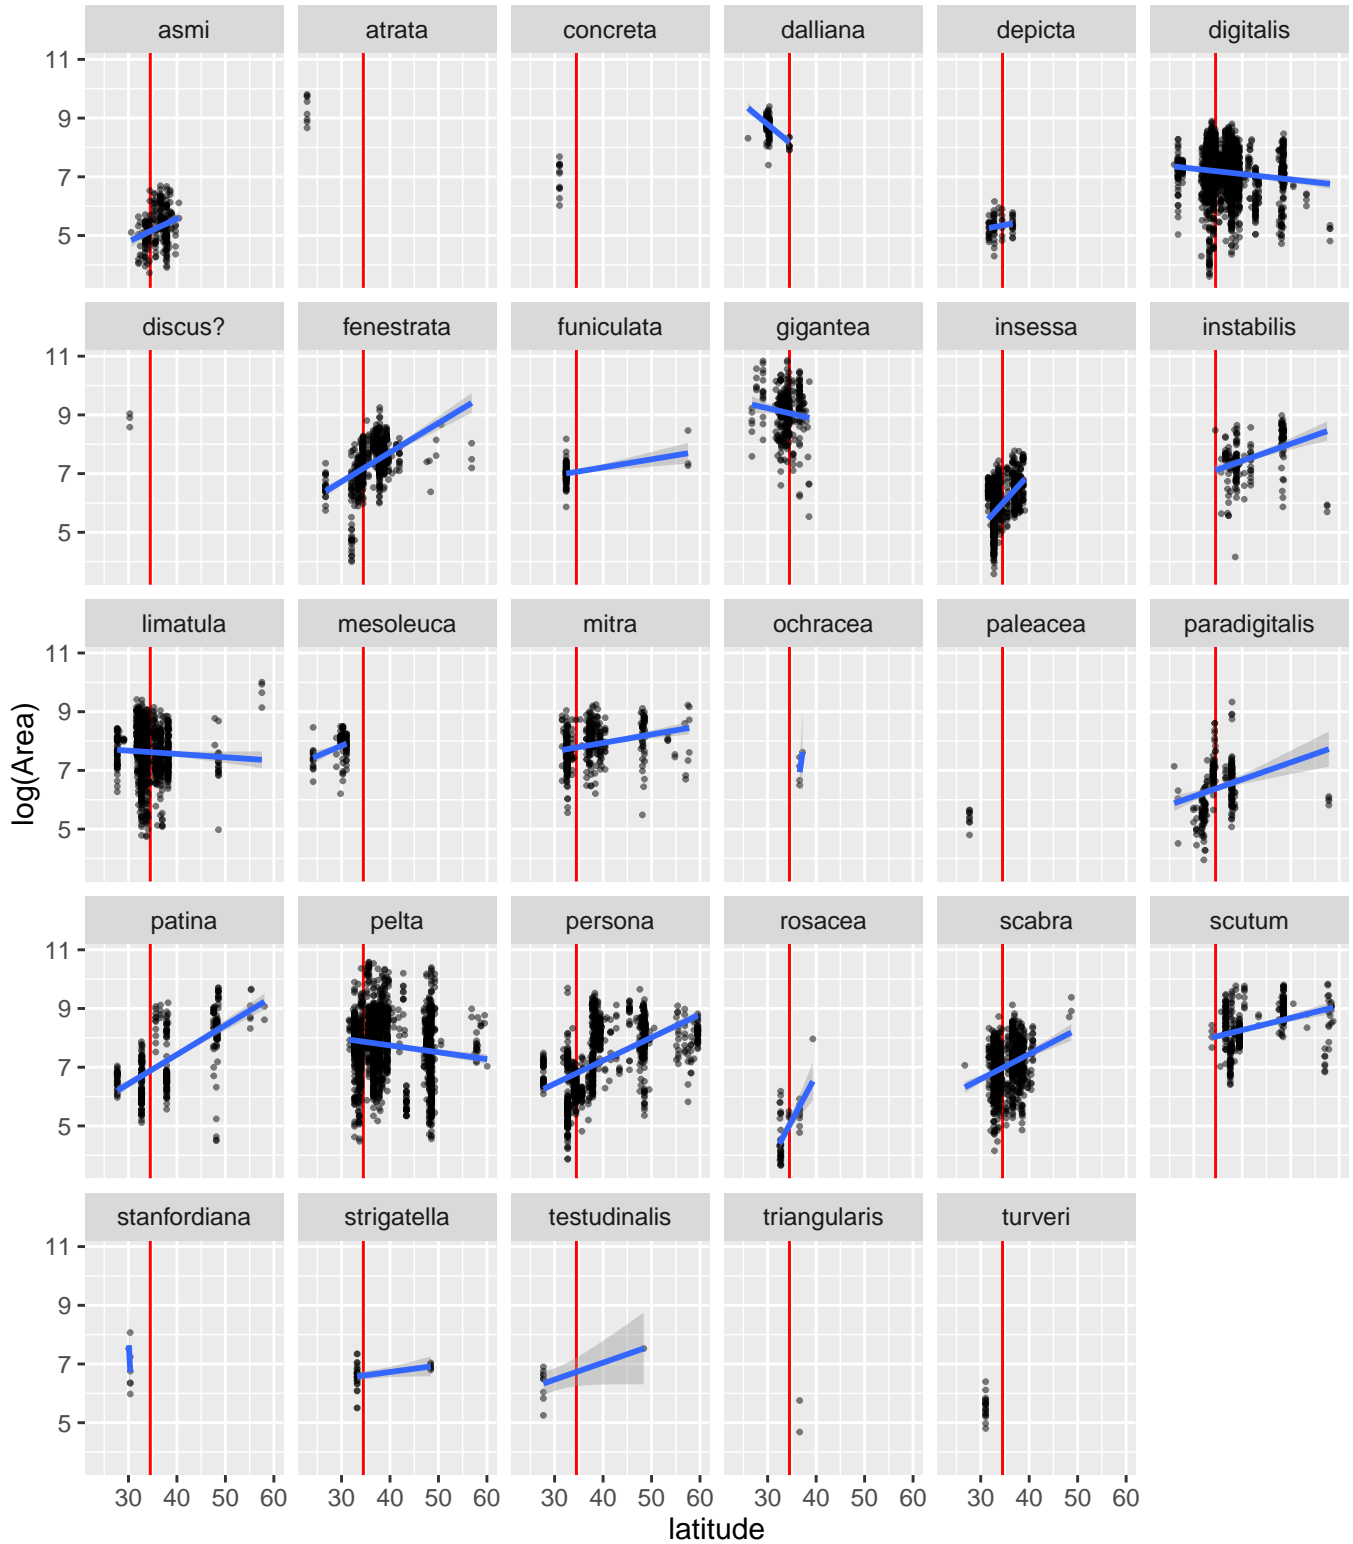 asmi atrata concreta dalliana depicta digitalis
11
9
7
5
discus? fenestrata funiculata gigantea insessa instabilis
11
9
7
5
limatula mesoleuca mitra ochracea paleacea paradigitalis
11
9
7
5
log(Area)
patina pelta persona rosacea scabra scutum
11
9
7
5
stanfordiana strigatella testudinalis triangularis turveri
11
9
7
5
30 40 50 60 30 40 50 60 30 40 50 60 30 40 50 60 30 40 50 60
latitude